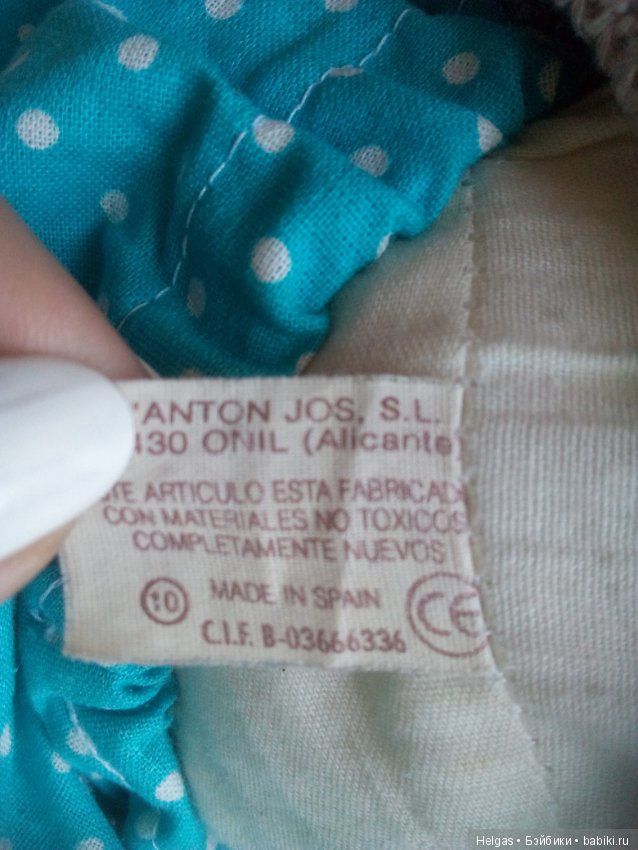 'ANTON JOS, S.L.
430 ONIL (Alicante)
TE ARTICULO ESTA FABRICADO
CON MATERIALES NO TOXICOS
COMPLETAMENTE NUEVOS
10 MADE IN SPAIN CE
C.I.F. B-03666336
Helgas • Бэйбики • babiki.ru